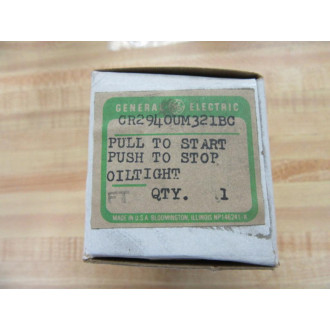 GENERAL ELECTRIC
CR2940UM321BC
PULL TO START
PUSH TO STOP
OILTIGHT
FT QTY. 1
MADE IN U.S.A. BLOOMINGTON, ILLINOIS